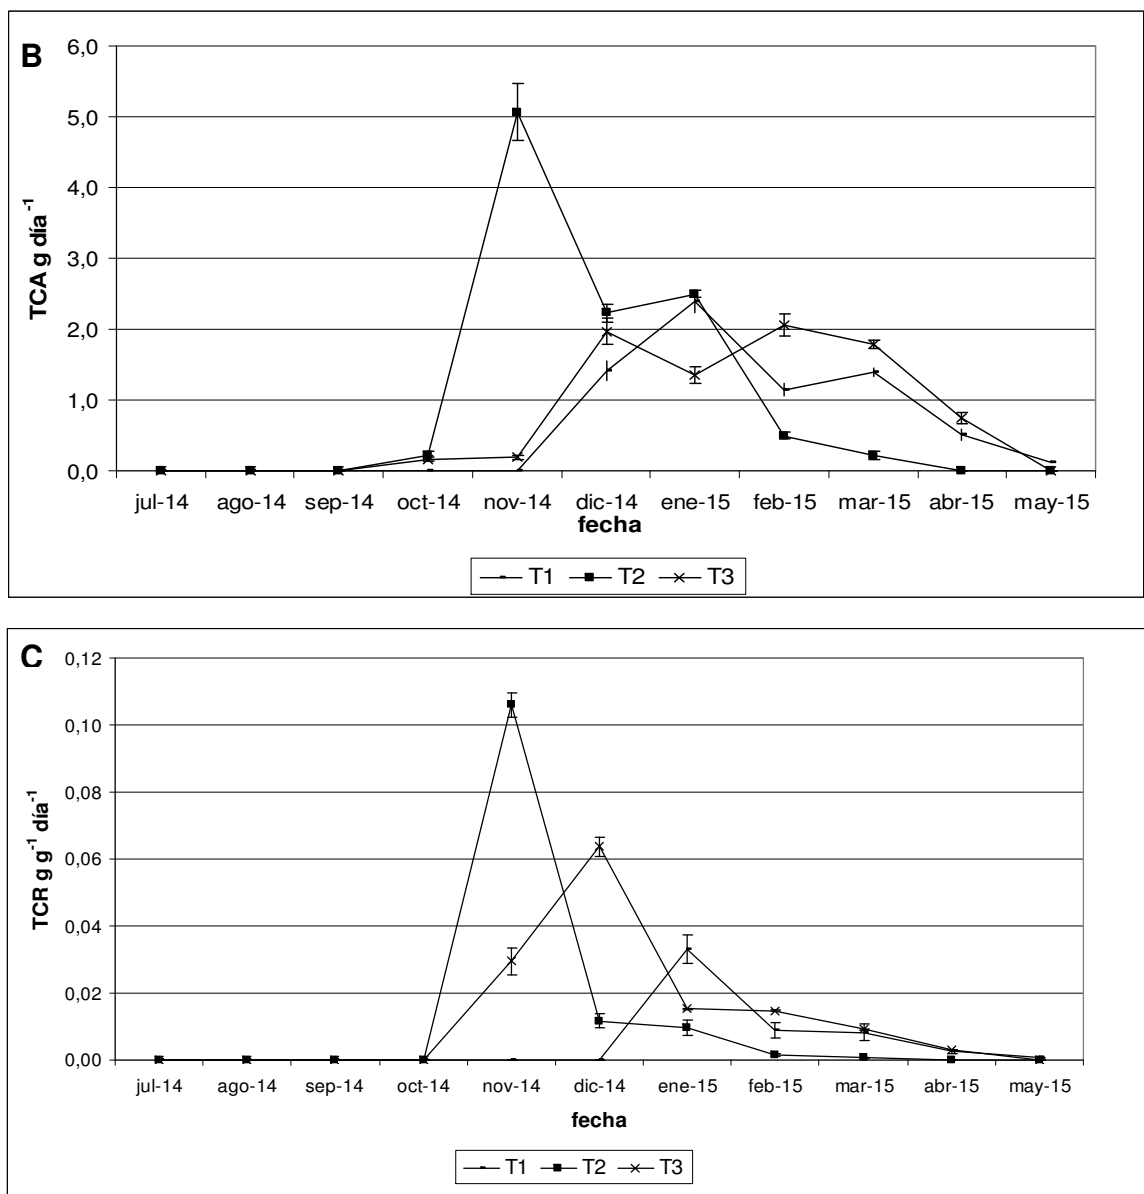 B
6,0
5,0
4,0
3,0
2,0
1,0
0,0
TCA g día⁻¹
jul-14 ago-14 sep-14 oct-14 nov-14 dic-14 ene-15 feb-15 mar-15 abr-15 may-15
fecha
T1 T2 T3
C
0,12
0,10
0,08
0,06
0,04
0,02
0,00
TCR g g⁻¹ día⁻¹
jul-14 ago-14 sep-14 oct-14 nov-14 dic-14 ene-15 feb-15 mar-15 abr-15 may-15
fecha
T1 T2 T3